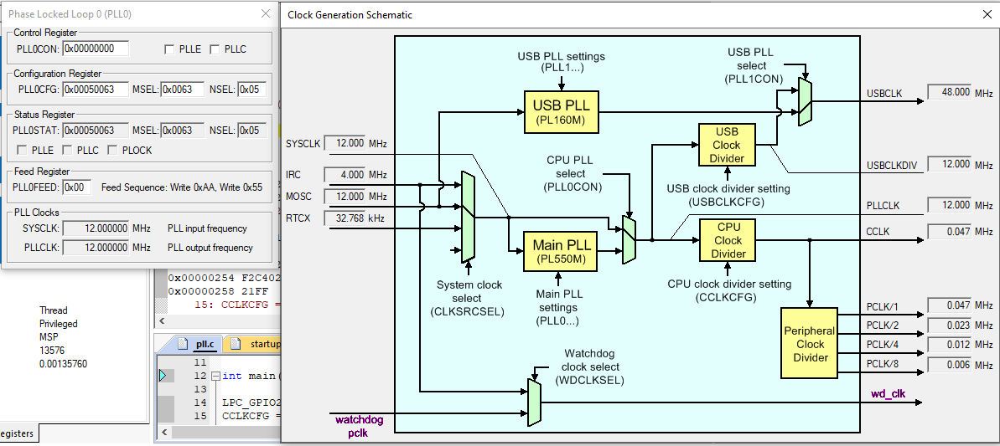 Phase Locked Loop 0 (PLL0)
Control Register
PLL0CON: 0x00000000 PLLE PLLC
Configuration Register
PLL0CFG: 0x00050063 MSEL: 0x0063 NSEL: 0x05
Status Register
PLL0STAT: 0x00050063 MSEL: 0x0063 NSEL: 0x05
PLLE PLLC PLOCK
Feed Register
PLL0FEED: 0x00 Feed Sequence: Write 0xAA, Write 0x55
PLL Clocks
SYSCLK: 12.000000 MHz PLL input frequency
PLLCLK: 12.000000 MHz PLL output frequency
0x00000254 F2C402
0x00000258 21FF
15: CCLKCFG =
Thread
Privileged
MSP
13576
0.00135760
egisters
pll.c
startup
11
12 int main(
13
14 LPC_GPIO2
15 CCLKCFG =
Clock Generation Schematic
USB PLL settings
(PLL1...)
USB PLL
select
(PLL1CON)
USB PLL
(PL160M)
USBCLK 48.000 MHz
SYSCLK 12.000 MHz
IRC 4.000 MHz
MOSC 12.000 MHz
RTCX 32.768 kHz
CPU PLL
select
(PLL0CON)
USB
Clock
Divider
USB clock divider setting
(USBCLKCFG)
USBCLKDIV 12.000 MHz
PLLCLK 12.000 MHz
CCLK 0.047 MHz
Main PLL
(PL550M)
CPU
Clock
Divider
System clock
select
(CLKSRCSEL)
Main PLL
settings
(PLL0...)
CPU clock divider setting
(CCLKCFG)
Peripheral
Clock
Divider
PCLK/1 0.047 MHz
PCLK/2 0.023 MHz
PCLK/4 0.012 MHz
PCLK/8 0.006 MHz
Watchdog
clock select
(WDCLKSEL)
wd_clk
watchdog
pclk